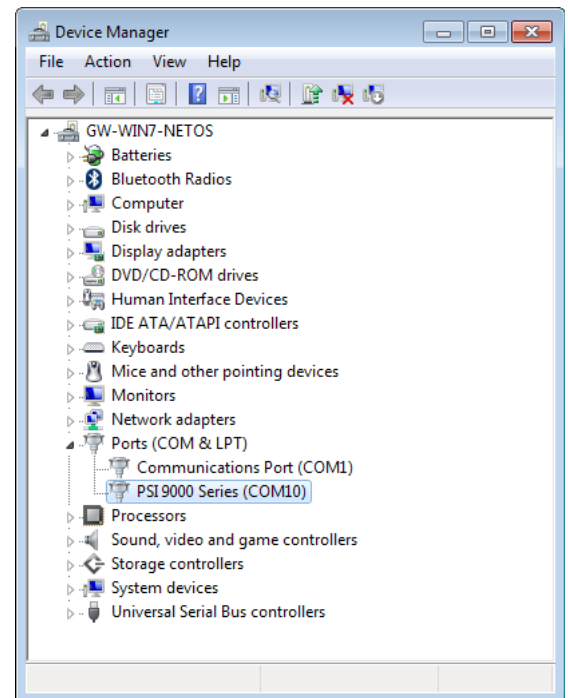 Device Manager
File Action View Help
GW-WIN7-NETOS
Batteries
Bluetooth Radios
Computer
Disk drives
Display adapters
DVD/CD-ROM drives
Human Interface Devices
IDE ATA/ATAPI controllers
Keyboards
Mice and other pointing devices
Monitors
Network adapters
Ports (COM & LPT)
Communications Port (COM1)
PSI 9000 Series (COM10)
Processors
Sound, video and game controllers
Storage controllers
System devices
Universal Serial Bus controllers